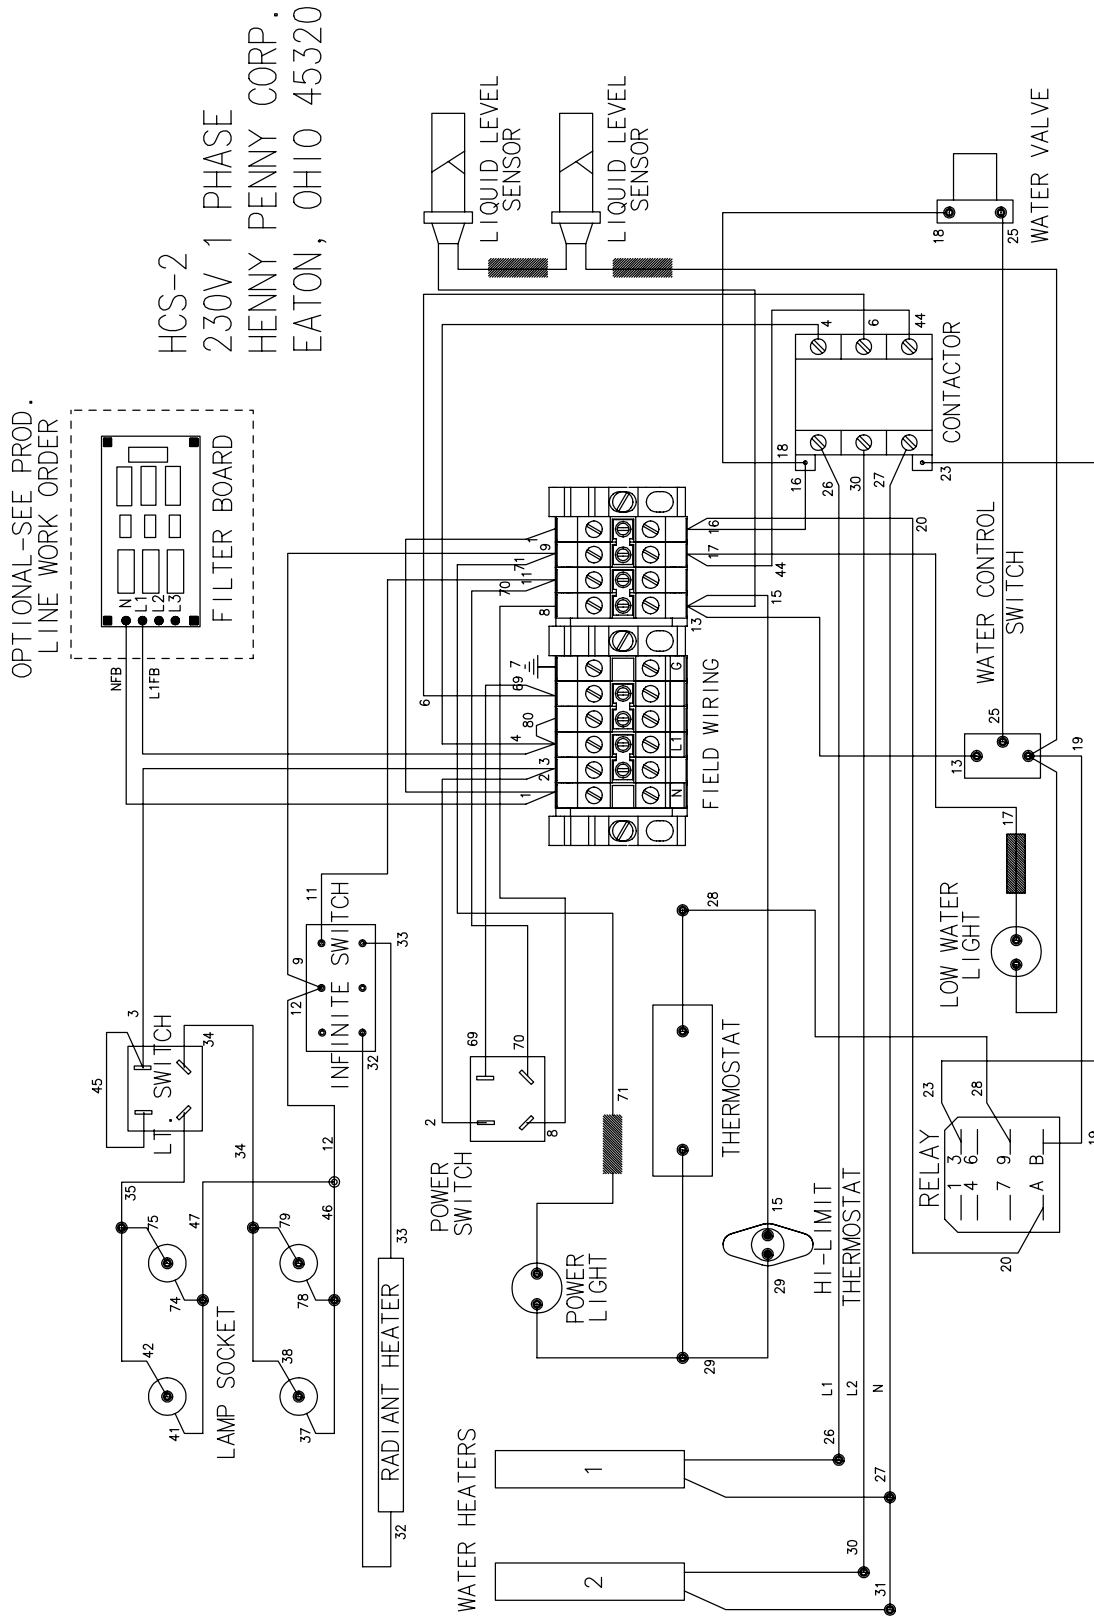 OPTIONAL-SEE PROD.
LINE WORK ORDER
N
L1
L2
L3
FILTER BOARD
NFB
L1FB
HCS-2
230V 1 PHASE
HENNY PENNY CORP.
EATON, OHIO 45320
LIQUID LEVEL
SENSOR
LIQUID LEVEL
SENSOR
WATER VALVE
18
25
CONTACTOR
4
6
44
18
16
26
30
27
23
FIELD WIRING
1
2
3
4
80
6
69
7
8
70
11
71
9
1
N
L1
G
13
15
17
16
44
20
WATER CONTROL
SWITCH
13
25
19
LOW WATER
LIGHT
17
RELAY
1
3
4
6
7
9
A
B
23
28
20
19
LT. SWITCH
45
3
34
35
34
12
INFINITE SWITCH
12
9
11
32
33
LAMP SOCKET
75
74
47
42
41
79
78
46
38
37
RADIANT HEATER
33
32
POWER
SWITCH
2
69
70
8
71
POWER
LIGHT
THERMOSTAT
28
29
HI-LIMIT
THERMOSTAT
15
29
WATER HEATERS
1
2
L1
L2
N
26
27
30
31